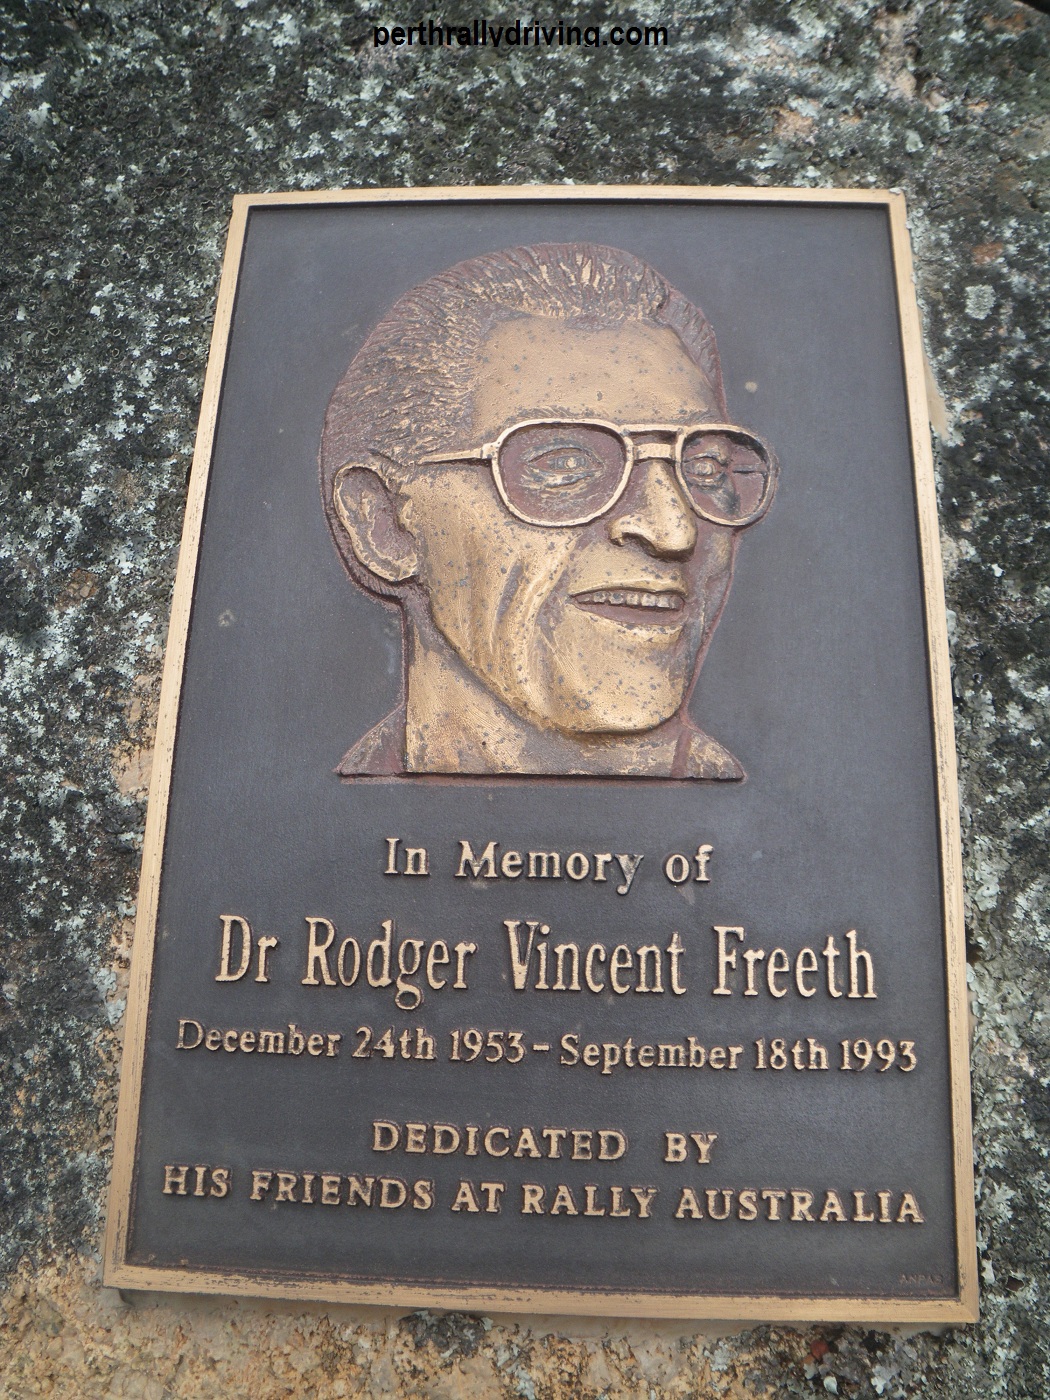 perthrallydriving.com
In Memory of
Dr Rodger Vincent Freeth
December 24th 1953 - September 18th 1993
DEDICATED BY
HIS FRIENDS AT RALLY AUSTRALIA